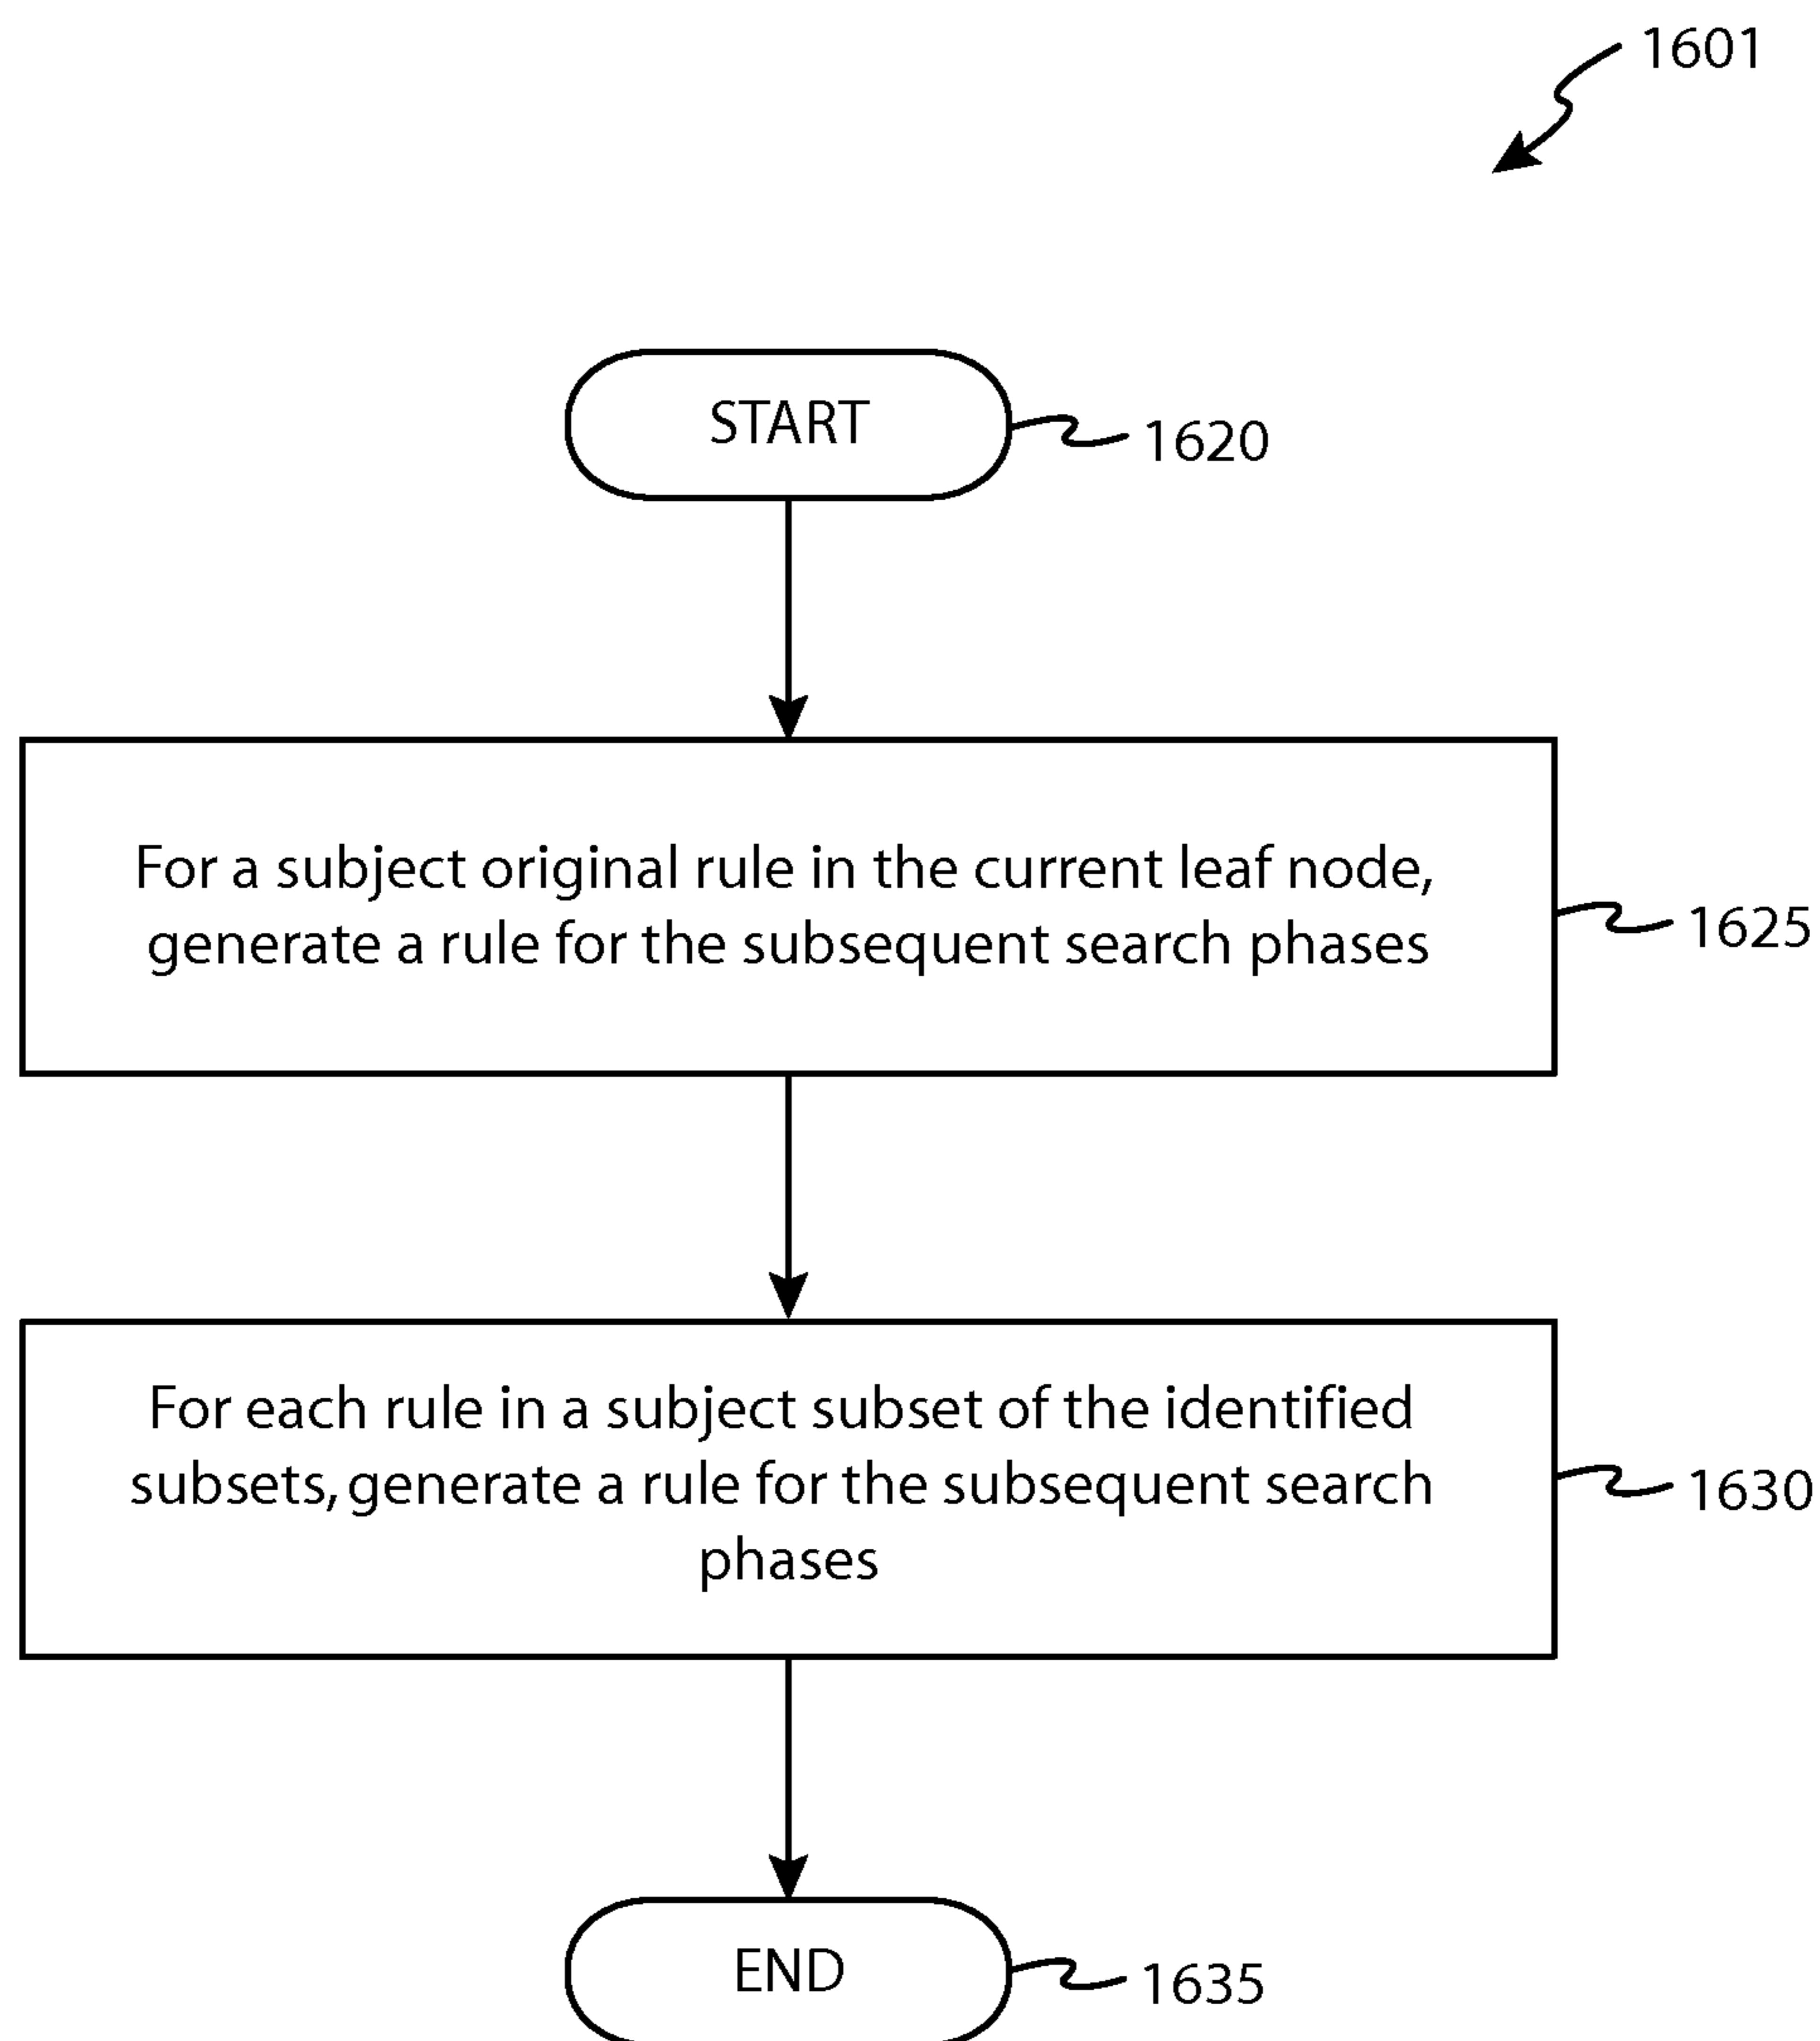 1601
START
1620
For a subject original rule in the current leaf node,
generate a rule for the subsequent search phases
1625
For each rule in a subject subset of the identified
subsets, generate a rule for the subsequent search
phases
1630
END
1635